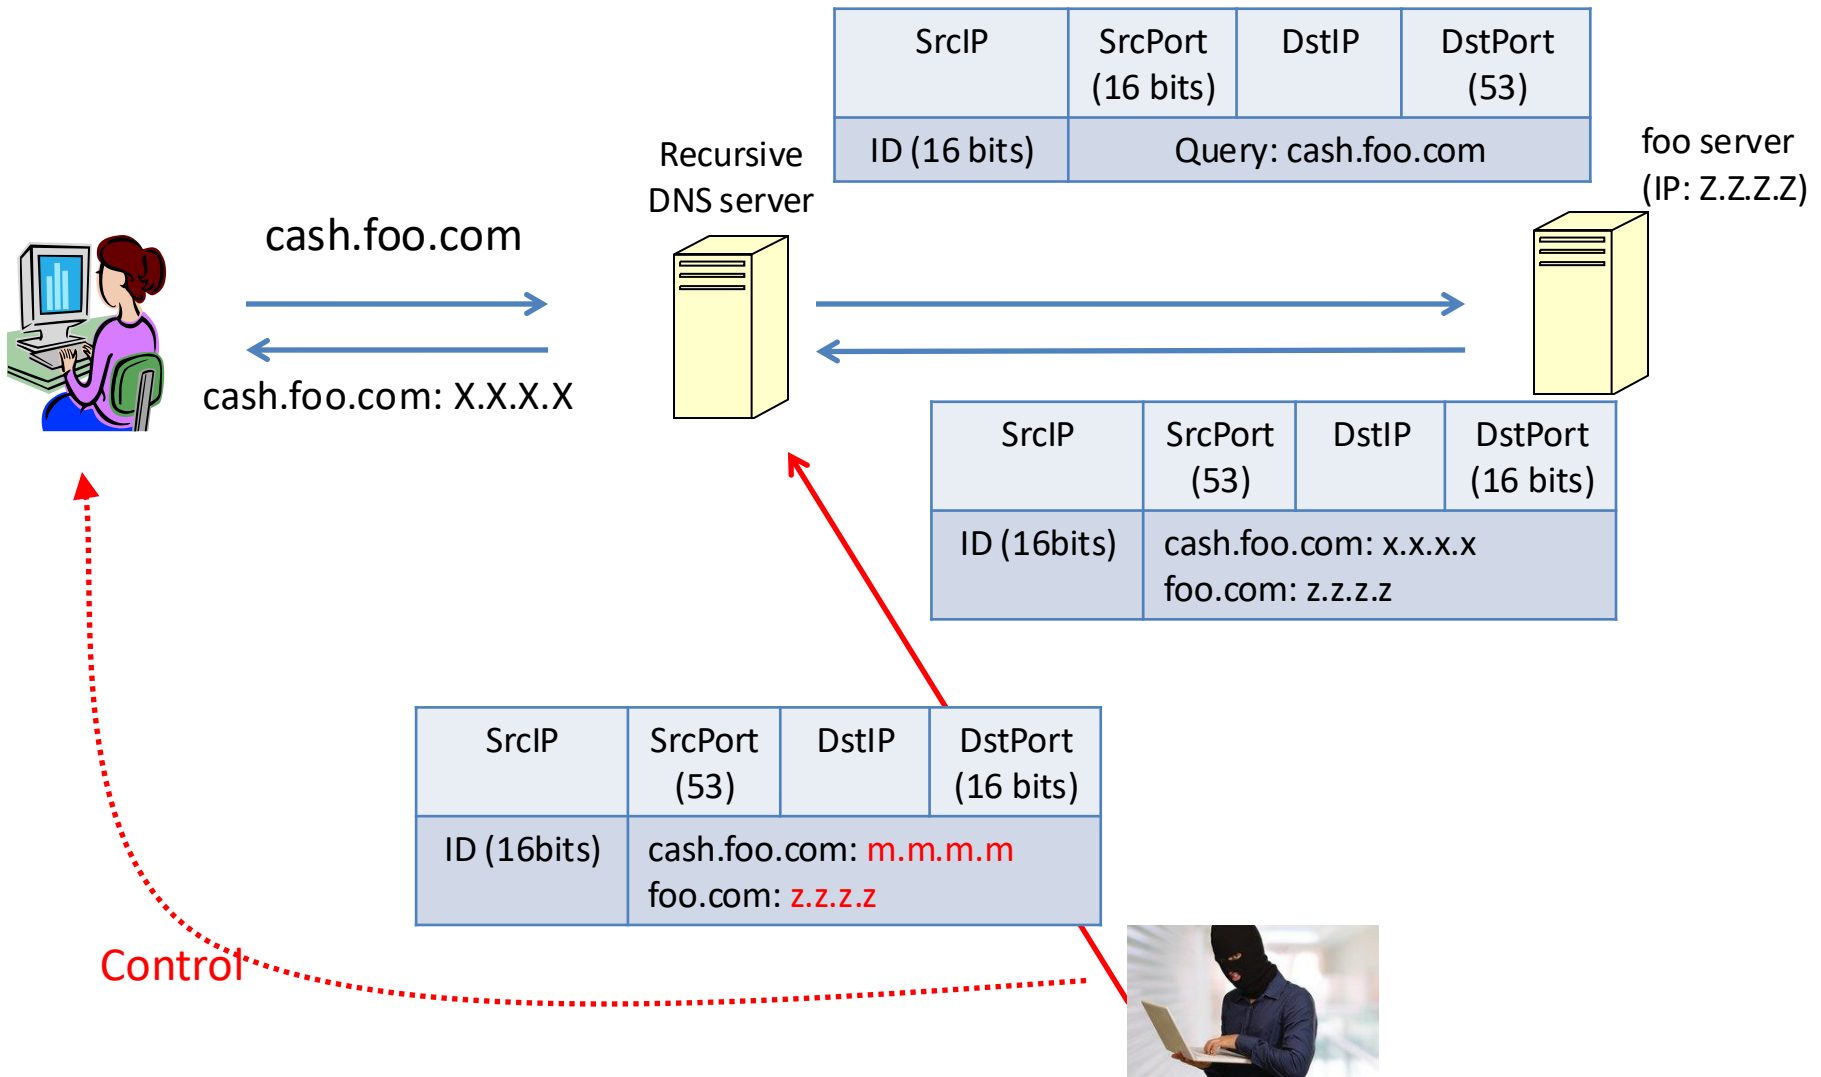 SrcIP
SrcPort
(16 bits)
DstIP
DstPort
(53)
ID (16 bits)
Query: cash.foo.com
Recursive
DNS server
foo server
(IP: Z.Z.Z.Z)
cash.foo.com
cash.foo.com: X.X.X.X
SrcIP
SrcPort
(53)
DstIP
DstPort
(16 bits)
ID (16bits)
cash.foo.com: x.x.x.x
foo.com: z.z.z.z
SrcIP
SrcPort
(53)
DstIP
DstPort
(16 bits)
ID (16bits)
cash.foo.com: m.m.m.m
foo.com: z.z.z.z
Control